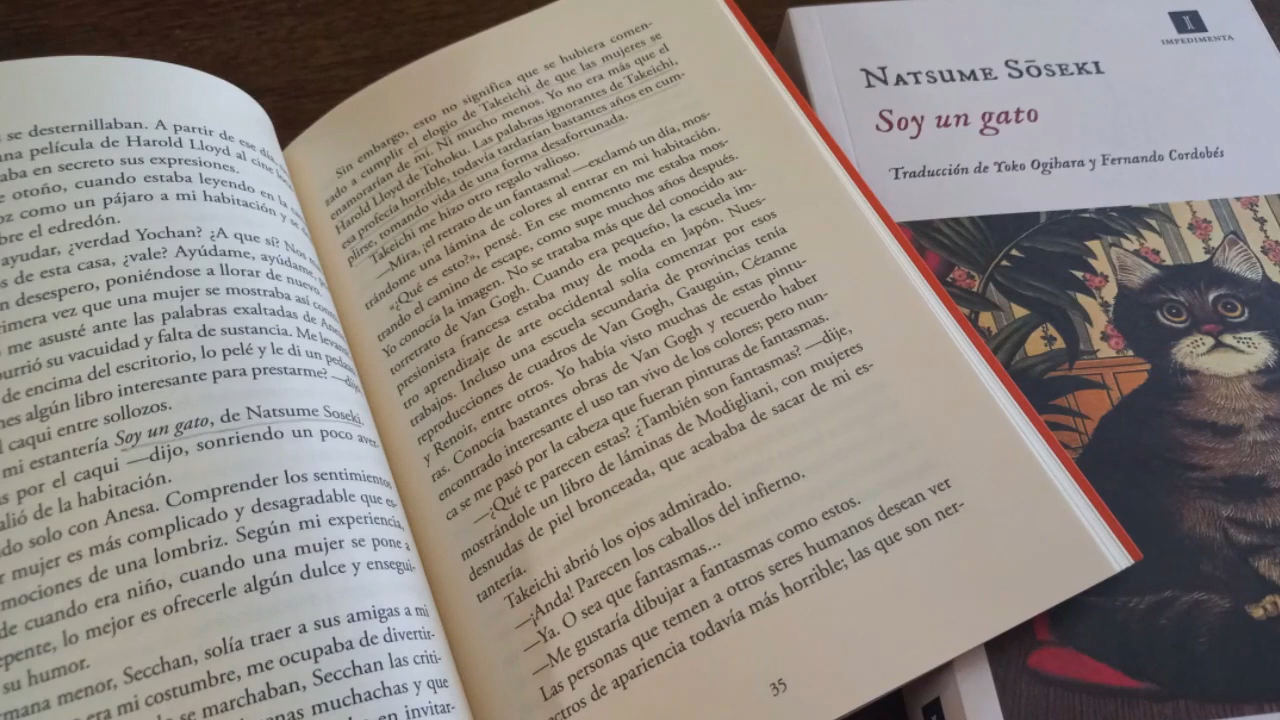 se desternillaban. A partir de ese día,
una película de Harold Lloyd al cine
aba en secreto sus expresiones.
e otoño, cuando estaba leyendo en la
oz como un pájaro a mi habitación y se
bre el edredón.
ayudar, ¿verdad Yochan? ¿A que sí? Nos
s de esta casa, ¿vale? Ayúdame, ayúdame,
n desespero, poniéndose a llorar de nuevo.
rimera vez que una mujer se mostraba así
me asusté ante las palabras exaltadas de
urrió su vacuidad y falta de sustancia. Me
de encima del escritorio, lo pelé y le di un
nes algún libro interesante para prestarme?
l caqui entre sollozos.
mi estantería Soy un gato, de Natsume Soseki.
as por el caqui —dijo, sonriendo un poco
alió de la habitación.
do solo con Anesa. Comprender los sentimientos
r mujer es más complicado y desagradable que
mociones de una lombriz. Según mi experiencia,
de cuando era niño, cuando una mujer se pone a
epente, lo mejor es ofrecerle algún dulce y ensegui-
su humor.
mana menor, Secchan, solía traer a sus amigas a mi
era mi costumbre, me ocupaba de divertir-
se marchaban, Secchan las criti-
anas muchachas y que
en invitar-
Sin embargo, esto no significa que se hubiera comen-
zado a cumplir el elogio de Takeichi de que las mujeres se
enamorarían de mí. Ni mucho menos. Yo no era más que el
Harold Lloyd de Tohoku. Las palabras ignorantes de Takeichi,
esa profecía horrible, todavía tardarían bastantes años en cum-
plirse, tomando vida de una forma desafortunada.
Takeichi me hizo otro regalo valioso.
—Mira, ¡el retrato de un fantasma! —exclamó un día, mos-
trándome una lámina de colores al entrar en mi habitación.
«¿Qué es esto?», pensé. En ese momento me estaba mos-
trando el camino de escape, como supe muchos años después.
Yo conocía la imagen. No se trataba más que del conocido au-
torretrato de Van Gogh. Cuando era pequeño, la escuela im-
presionista francesa estaba muy de moda en Japón. Nues-
tro aprendizaje de arte occidental solía comenzar por esos
trabajos. Incluso una escuela secundaria de provincias tenía
reproducciones de cuadros de Van Gogh, Gauguin, Cézanne
y Renoir, entre otros. Yo había visto muchas de estas pintu-
ras. Conocía bastantes obras de Van Gogh y recuerdo haber
encontrado interesante el uso tan vivo de los colores; pero nun-
ca se me pasó por la cabeza que fueran pinturas de fantasmas.
—¿Qué te parecen estas? ¿También son fantasmas? —dije,
mostrándole un libro de láminas de Modigliani, con mujeres
desnudas de piel bronceada, que acababa de sacar de mi es-
tantería.
Takeichi abrió los ojos admirado.
—¡Anda! Parecen los caballos del infierno.
—Ya. O sea que fantasmas...
—Me gustaría dibujar a fantasmas como estos.
Las personas que temen a otros seres humanos desean ver
ectros de apariencia todavía más horrible; las que son ner-
35
IMPEDIMENTA
NATSUME SŌSEKI
Soy un gato
Traducción de Yoko Ogihara y Fernando Cordobés